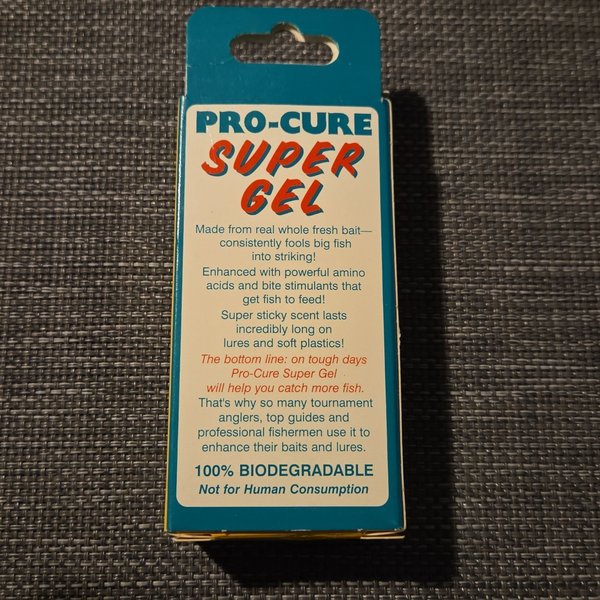 PRO-CURE
SUPER
GEL
Made from real whole fresh bait—
consistently fools big fish
into striking!
Enhanced with powerful amino
acids and bite stimulants that
get fish to feed!
Super sticky scent lasts
incredibly long on
lures and soft plastics!
The bottom line: on tough days
Pro-Cure Super Gel
will help you catch more fish.
That's why so many tournament
anglers, top guides and
professional fishermen use it to
enhance their baits and lures.
100% BIODEGRADABLE
Not for Human Consumption